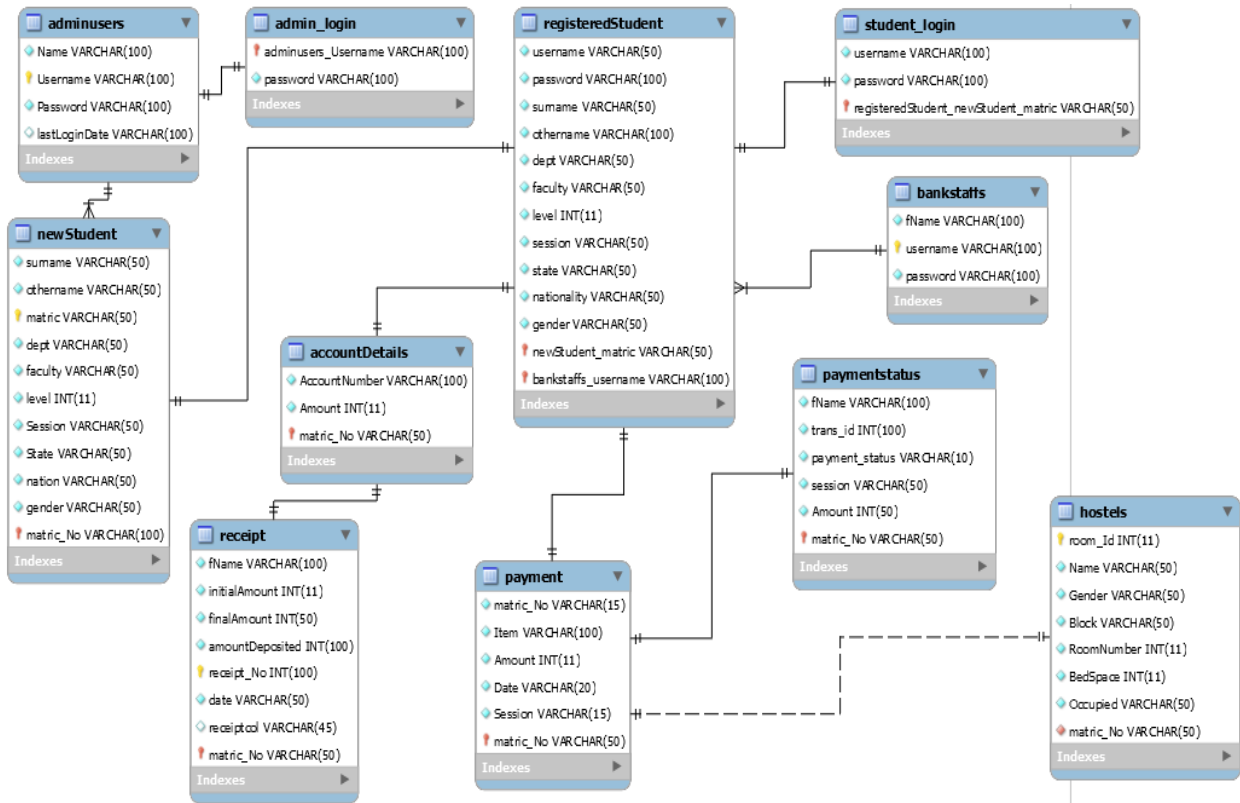 adminusers
Name VARCHAR(100)
Username VARCHAR(100)
Password VARCHAR(100)
lastLoginDate VARCHAR(100)
Indexes
admin_login
adminusers_Username VARCHAR(100)
password VARCHAR(100)
Indexes
registeredStudent
username VARCHAR(50)
password VARCHAR(100)
surname VARCHAR(50)
othername VARCHAR(100)
dept VARCHAR(50)
faculty VARCHAR(50)
level INT(11)
session VARCHAR(50)
state VARCHAR(50)
nationality VARCHAR(50)
gender VARCHAR(50)
newStudent_matric VARCHAR(50)
bankstaffs_username VARCHAR(100)
Indexes
student_login
username VARCHAR(100)
password VARCHAR(100)
registeredStudent_newStudent_matric VARCHAR(50)
Indexes
bankstaffs
fName VARCHAR(100)
username VARCHAR(100)
password VARCHAR(100)
Indexes
newStudent
surname VARCHAR(50)
othername VARCHAR(50)
matric VARCHAR(50)
dept VARCHAR(50)
faculty VARCHAR(50)
level INT(11)
Session VARCHAR(50)
State VARCHAR(50)
nation VARCHAR(50)
gender VARCHAR(50)
matric_No VARCHAR(100)
Indexes
accountDetails
AccountNumber VARCHAR(100)
Amount INT(11)
matric_No VARCHAR(50)
Indexes
paymentstatus
fName VARCHAR(100)
trans_id INT(100)
payment_status VARCHAR(10)
session VARCHAR(50)
Amount INT(50)
matric_No VARCHAR(50)
Indexes
receipt
fName VARCHAR(100)
initialAmount INT(11)
finalAmount INT(50)
amountDeposited INT(100)
receipt_No INT(100)
date VARCHAR(50)
receiptcol VARCHAR(45)
matric_No VARCHAR(50)
Indexes
payment
matric_No VARCHAR(15)
Item VARCHAR(100)
Amount INT(11)
Date VARCHAR(20)
Session VARCHAR(15)
matric_No VARCHAR(50)
Indexes
hostels
room_Id INT(11)
Name VARCHAR(50)
Gender VARCHAR(50)
Block VARCHAR(50)
RoomNumber INT(11)
BedSpace INT(11)
Occupied VARCHAR(50)
matric_No VARCHAR(50)
Indexes